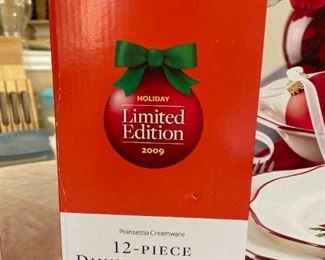 HOLIDAY
Limited
Edition
2009
Poinsettia Creamware
12-PIECE